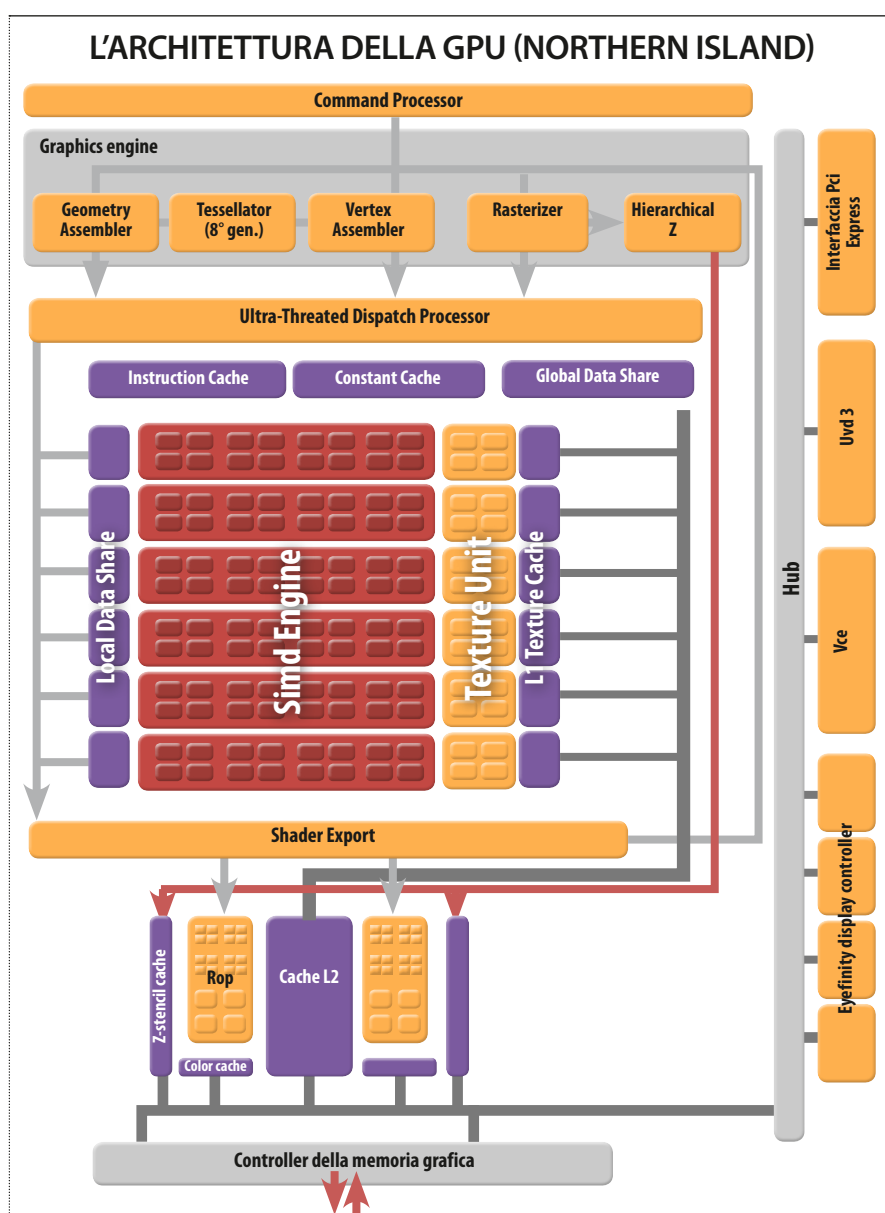 L'ARCHITETTURA DELLA GPU (NORTHERN ISLAND)
Command Processor
Graphics engine
Geometry
Assembler
Tessellator
(8° gen.)
Vertex
Assembler
Rasterizer
Hierarchical
Z
Interfaccia Pci
Express
Ultra-Threated Dispatch Processor
Instruction Cache
Constant Cache
Global Data Share
Uvd 3
Local Data Share
Simd Engine
Texture Unit
L1 Texture Cache
Hub
Vce
Shader Export
Eyefinity display controller
Z-stencil cache
Rop
Cache L2
Color cache
Controller della memoria grafica